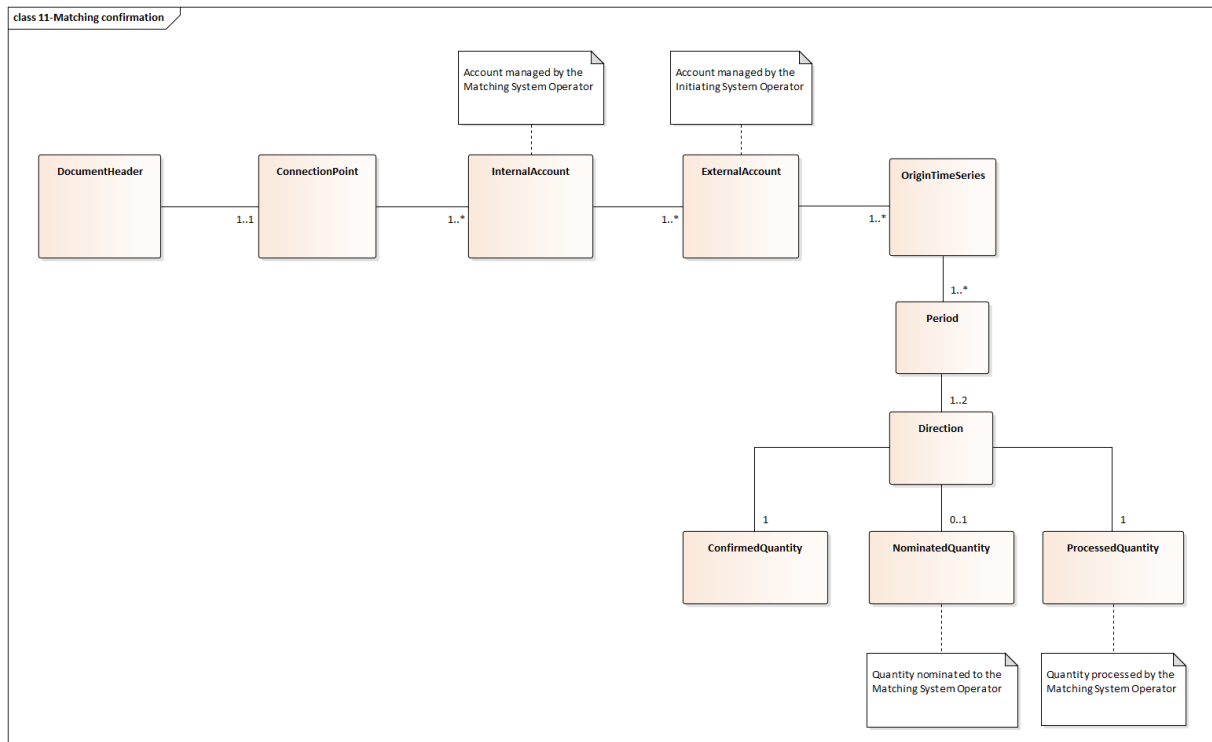 class 11-Matching confirmation
Account managed by the
Matching System Operator
Account managed by the
Initiating System Operator
DocumentHeader
ConnectionPoint
InternalAccount
ExternalAccount
OriginTimeSeries
1..1
1..*
1..*
1..*
1..*
Period
1..2
Direction
1
0..1
1
ConfirmedQuantity
NominatedQuantity
ProcessedQuantity
Quantity nominated to the
Matching System Operator
Quantity processed by the
Matching System Operator